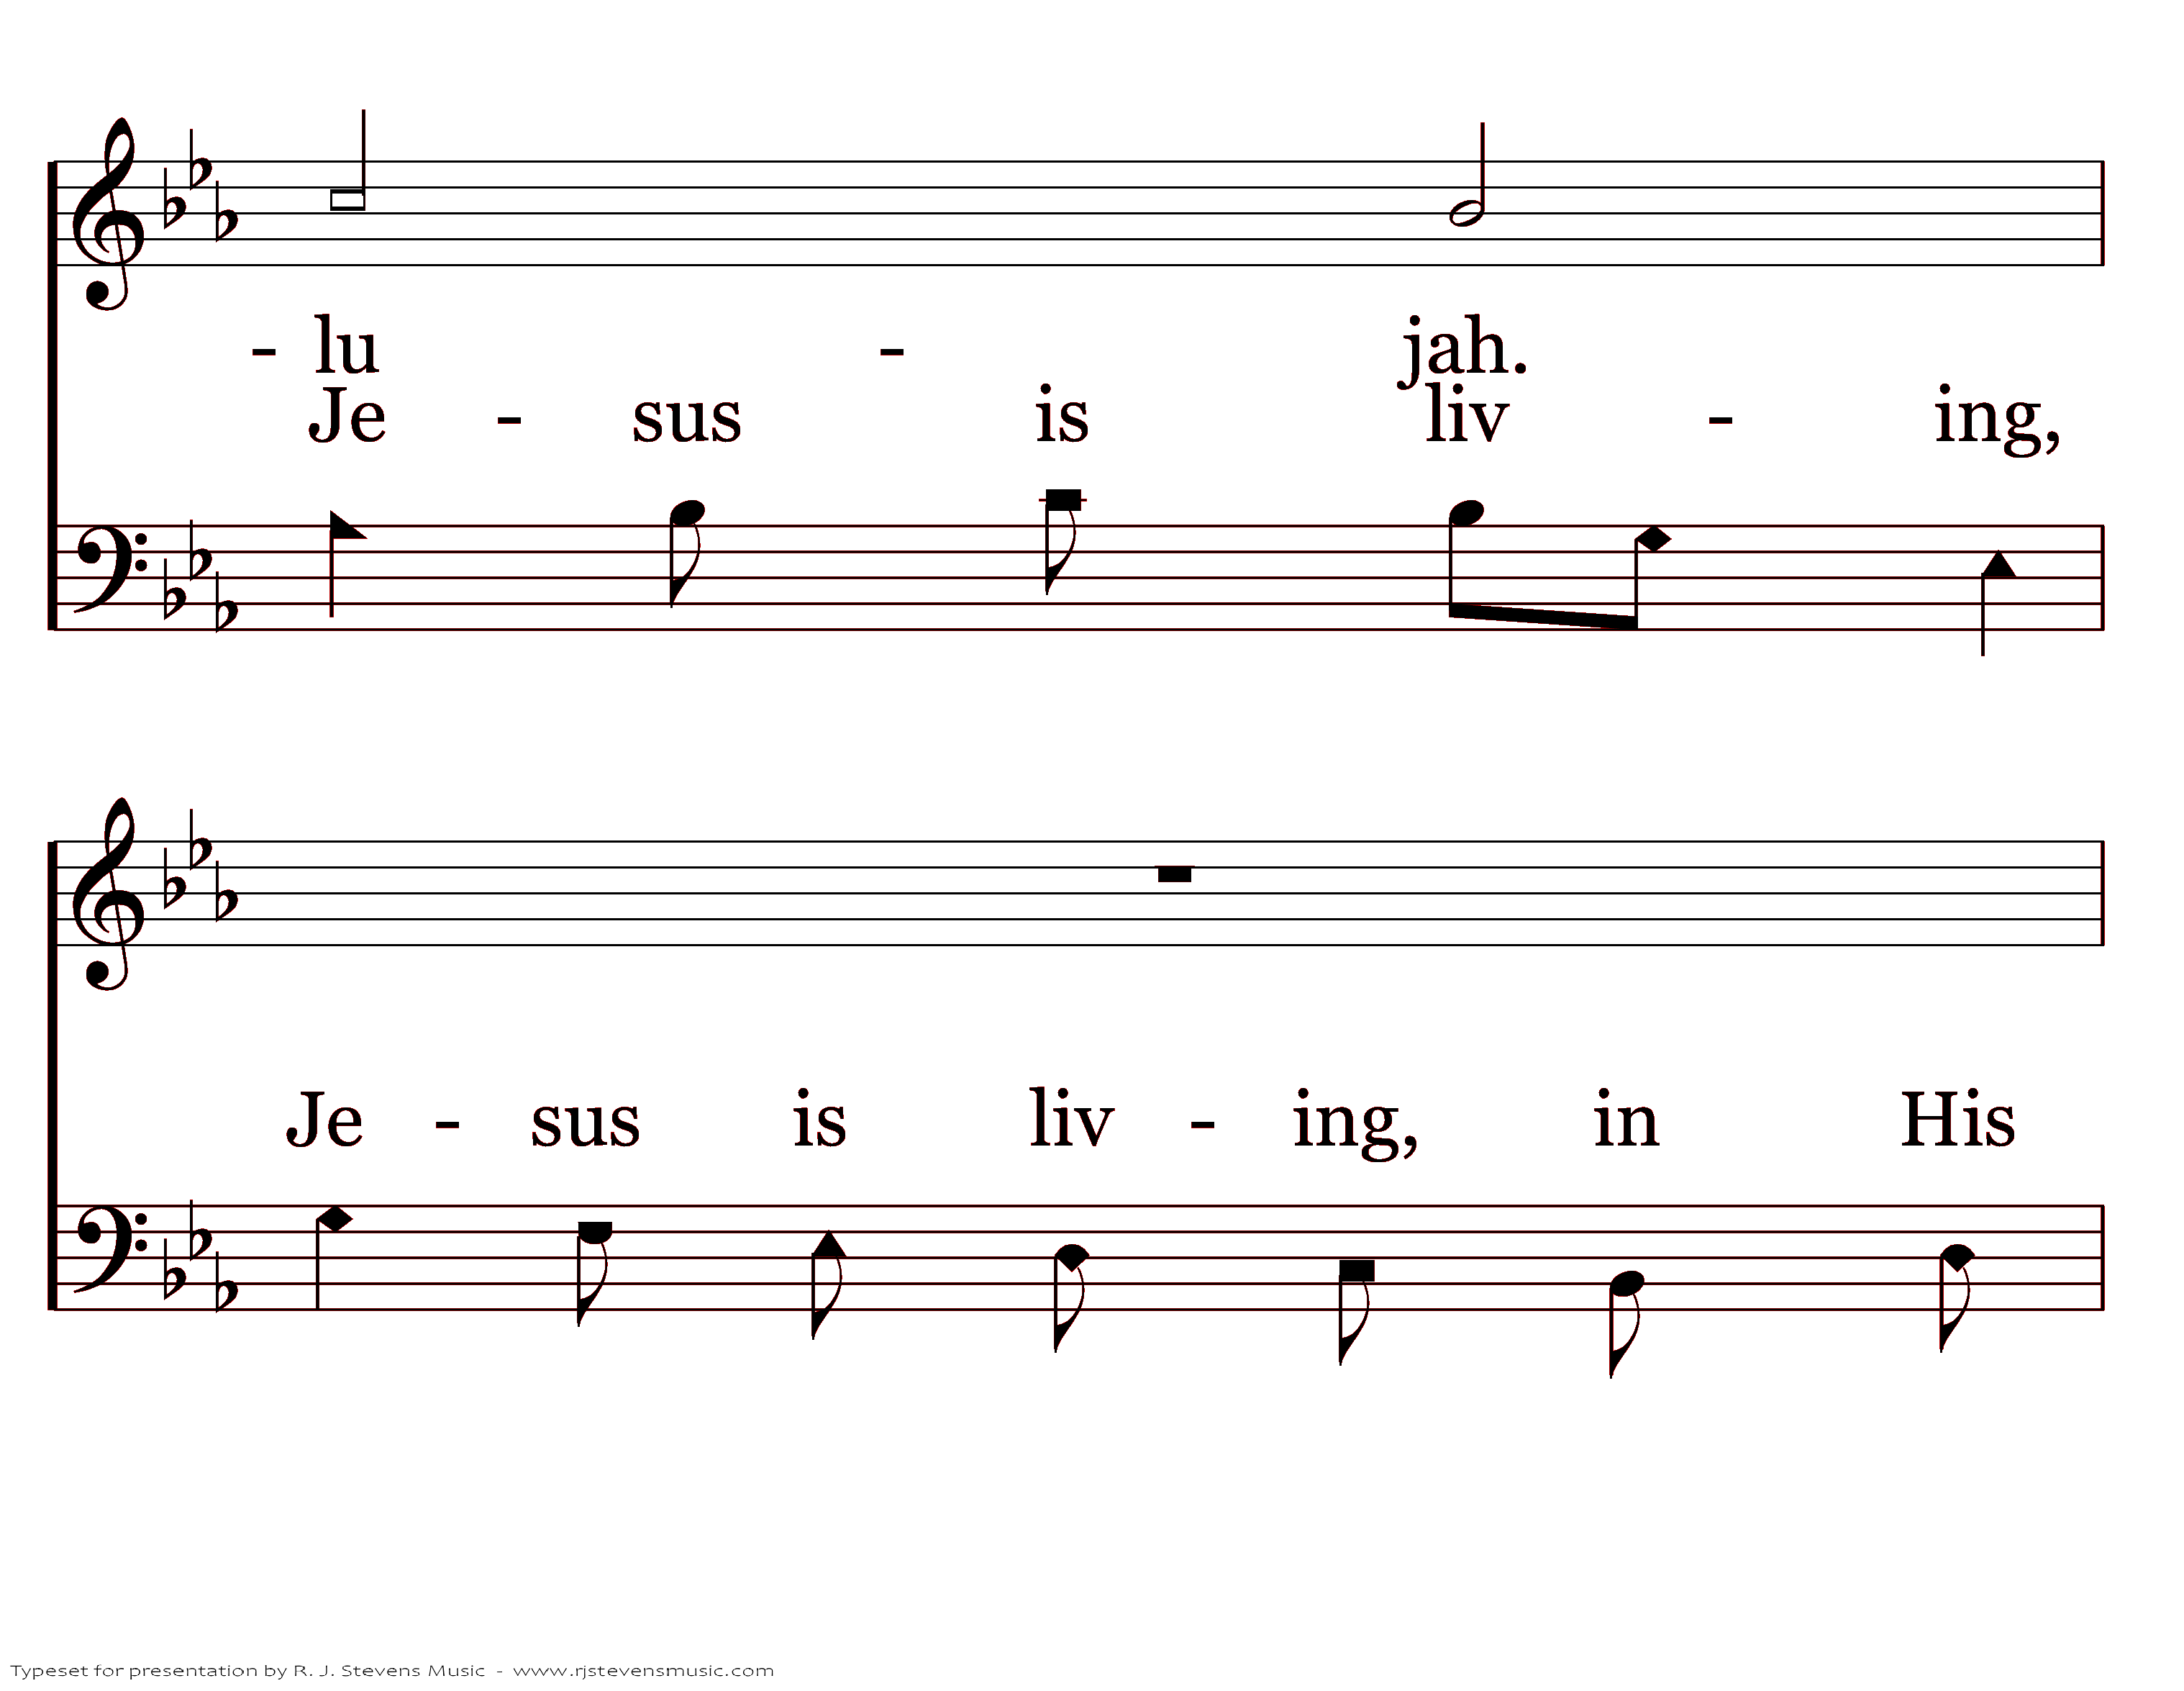 - lu - jah.
Je - sus is liv - ing,
Je - sus is liv - ing, in His
Typeset for presentation by R. J. Stevens Music - www.rjstevensmusic.com